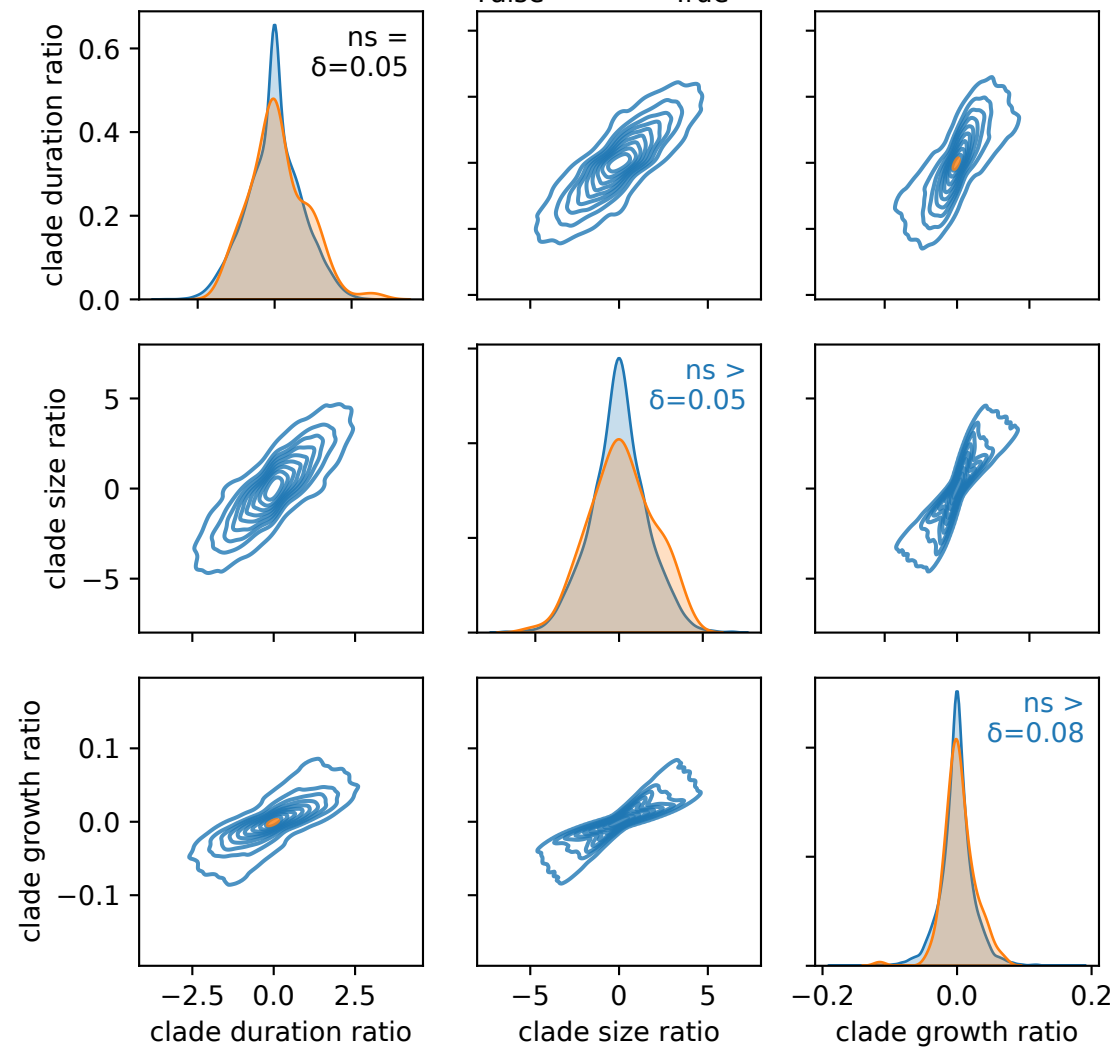 clade duration ratio
0.6
0.4
0.2
0.0
ns =
δ=0.05
clade size ratio
5
0
−5
ns >
δ=0.05
clade growth ratio
0.1
0.0
−0.1
ns >
δ=0.08
−2.5 0.0 2.5
−5 0 5
−0.2 0.0 0.2
clade duration ratio
clade size ratio
clade growth ratio